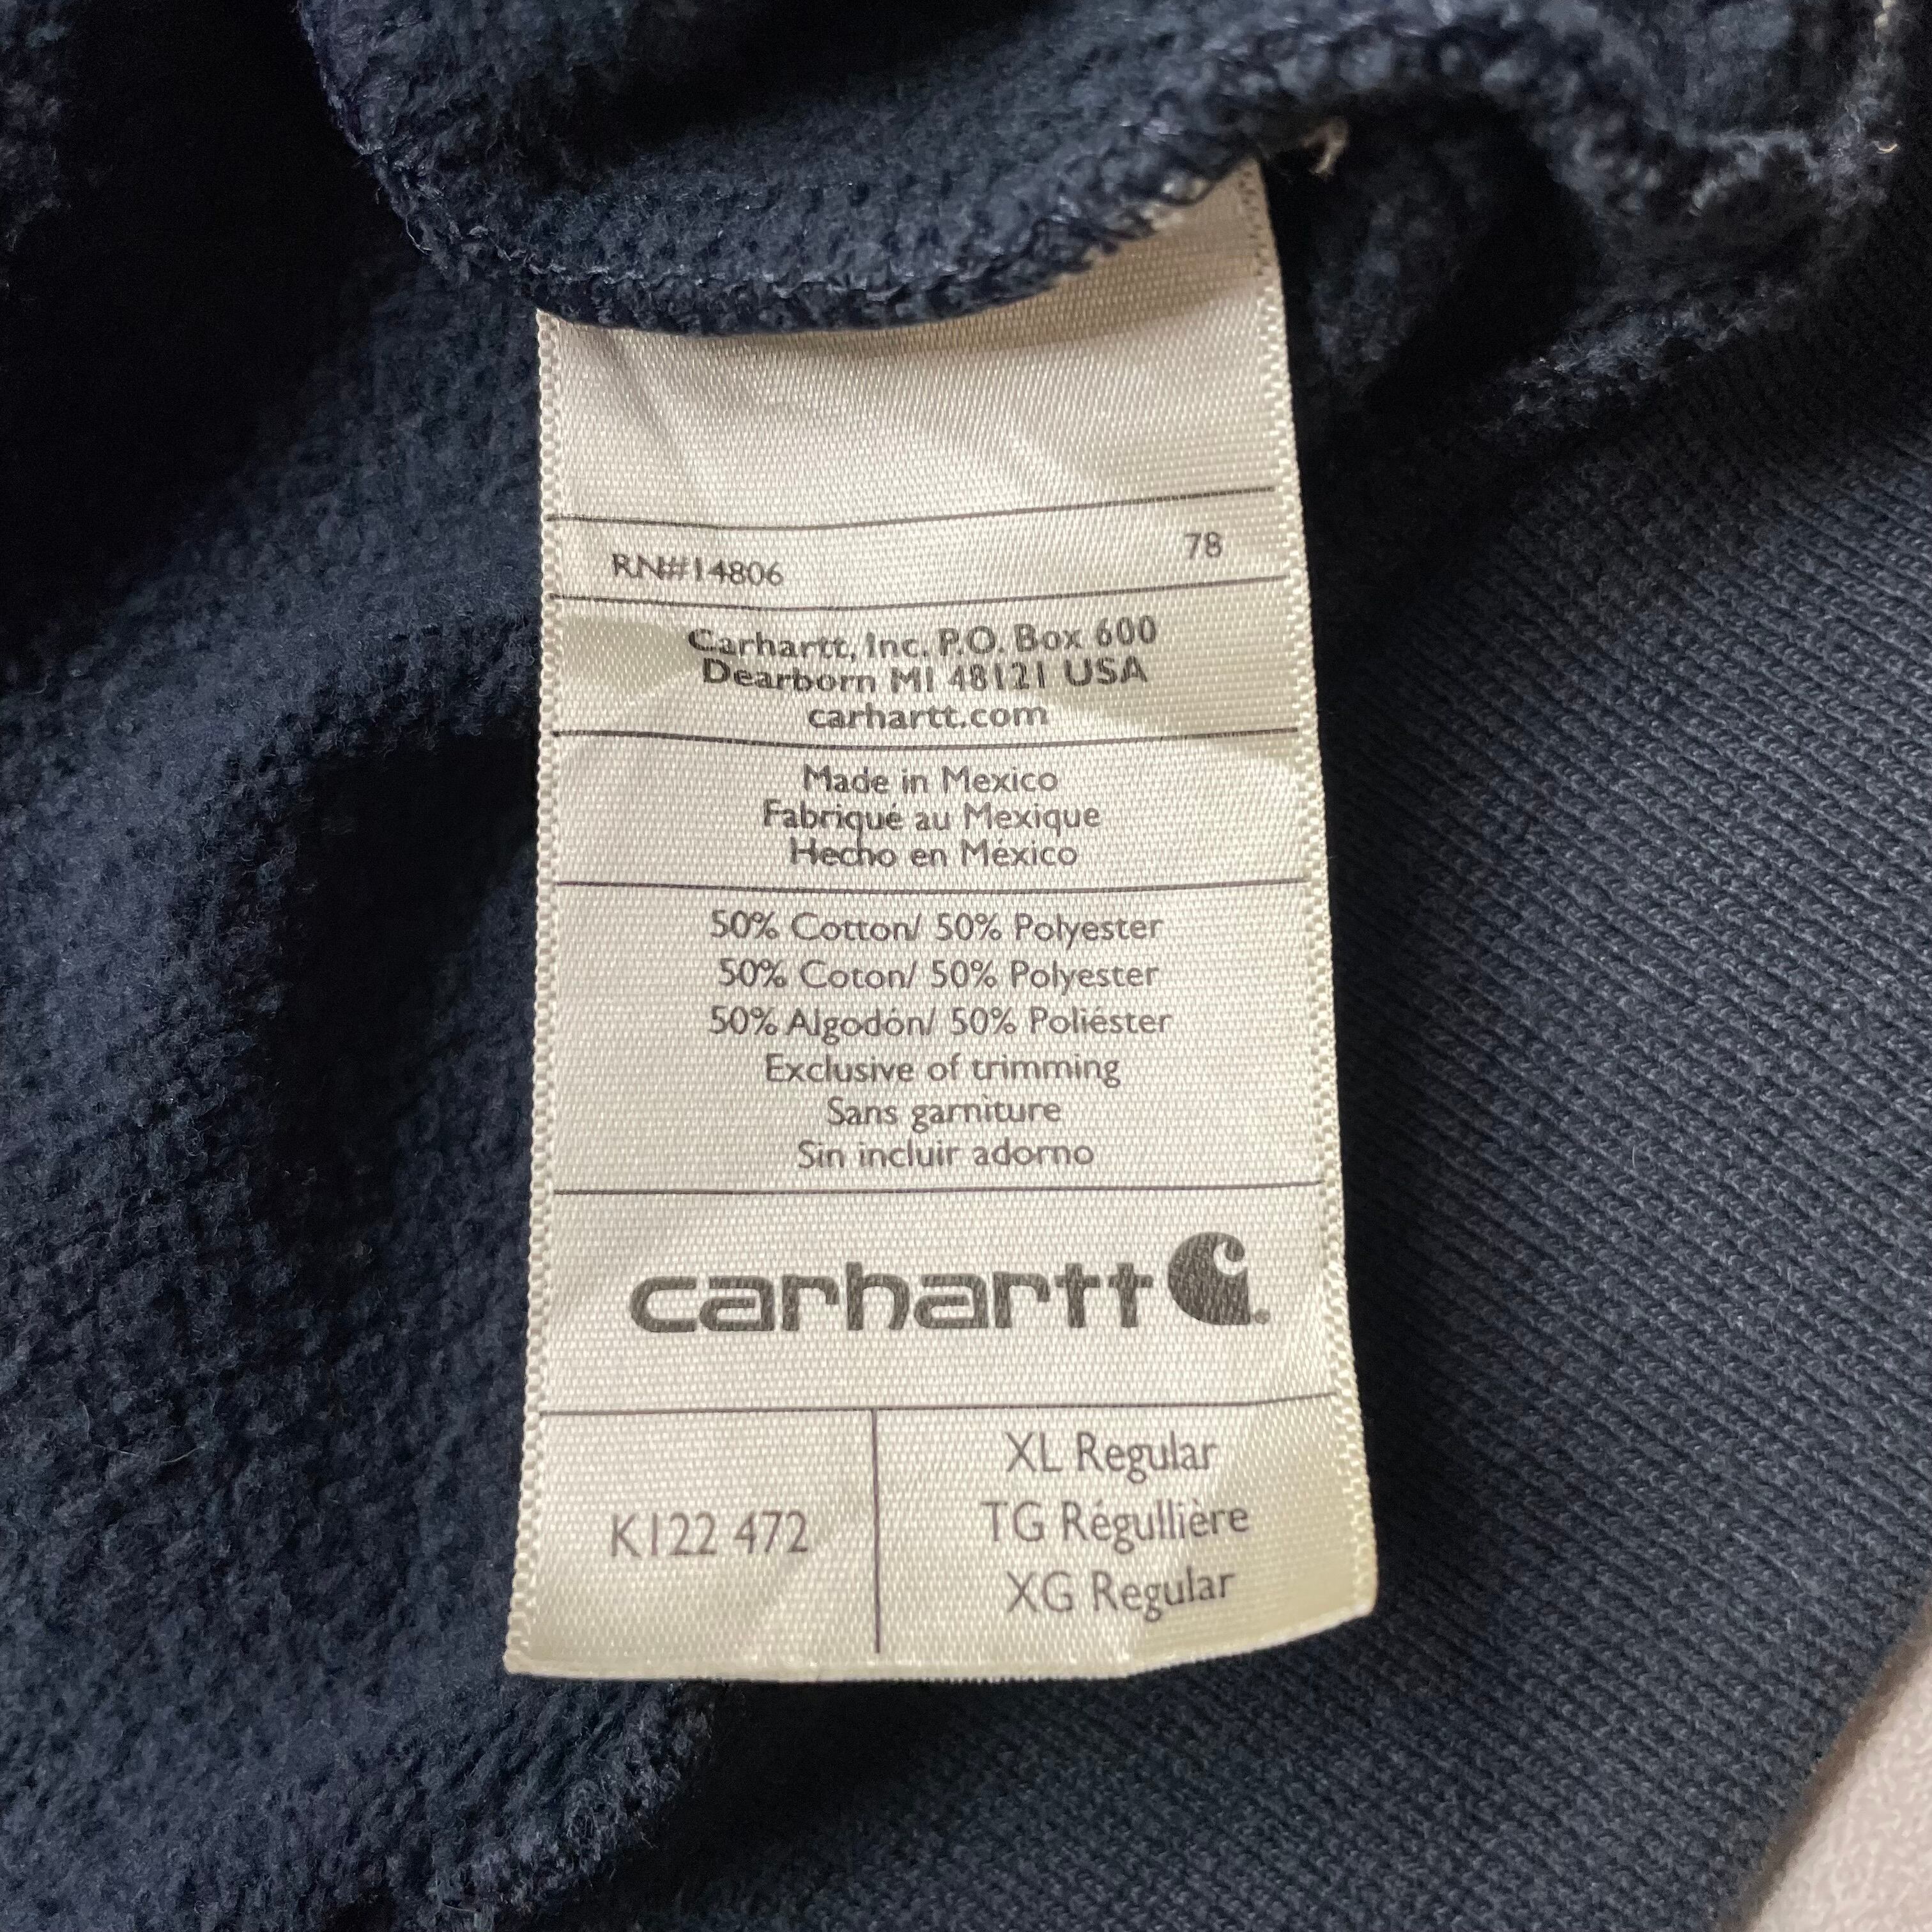 RN#14806 78
Carhartt, Inc. P.O. Box 600
Dearborn MI 48121 USA
carhartt.com
Made in Mexico
Fabriqué au Mexique
Hecho en México
50% Cotton/ 50% Polyester
50% Coton/ 50% Polyester
50% Algodón/ 50% Poliéster
Exclusive of trimming
Sans garniture
Sin incluir adorno
carhartt
K122 472
XL Regular
TG Régullière
XG Regular